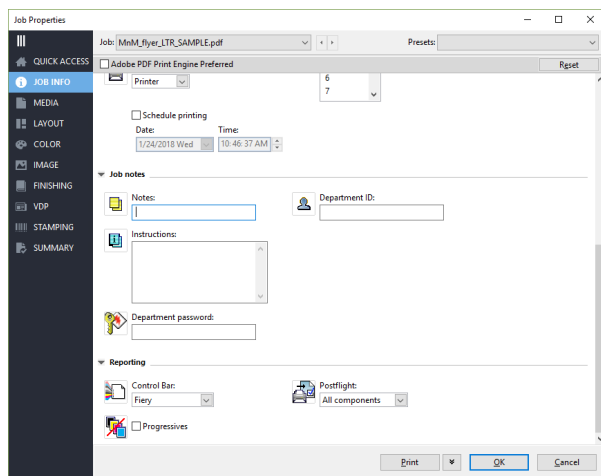 Job Properties
Job: MnM_flyer_LTR_SAMPLE.pdf Presets:
QUICK ACCESS
Adobe PDF Print Engine Preferred Reset
JOB INFO
Printer 6
7
MEDIA
LAYOUT
COLOR
IMAGE
FINISHING
VDP
STAMPING
SUMMARY
Schedule printing
Date: Time:
1/24/2018 Wed 10:46:37 AM
Job notes
Notes: Department ID:
Instructions:
Department password:
Reporting
Control Bar: Postflight:
Fiery All components
Progressives
Print OK Cancel